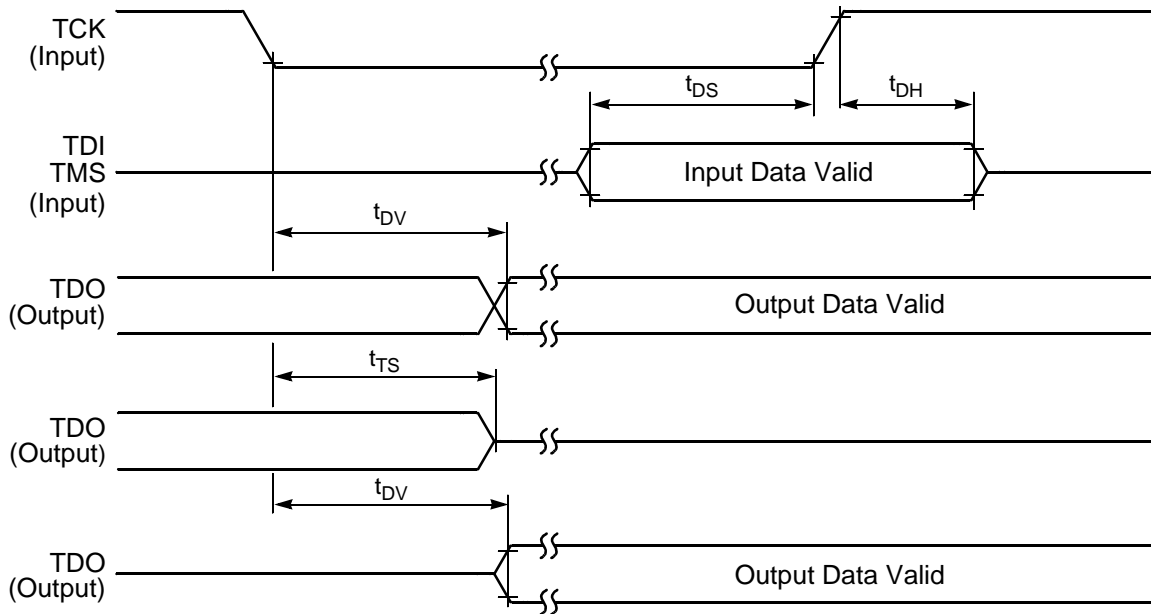 TCK
(Input)
tDS
tDH
TDI
TMS
(Input)
Input Data Valid
tDV
TDO
(Output)
Output Data Valid
tTS
TDO
(Output)
tDV
TDO
(Output)
Output Data Valid